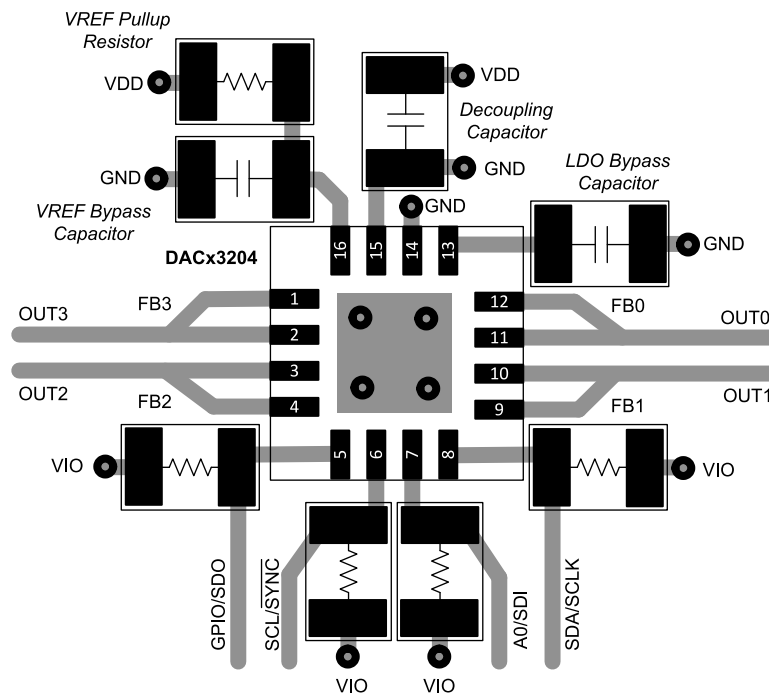 VREF Pullup
Resistor
VDD
VDD
Decoupling
Capacitor
GND
GND
LDO Bypass
Capacitor
VREF Bypass
Capacitor
GND
GND
DACx3204
16
15
14
13
1
2
3
4
12
11
10
9
5
6
7
8
FB3
OUT3
OUT2
FB2
FB0
OUT0
OUT1
FB1
VIO
VIO
GPIO/SDO
SCL/S̅Y̅N̅C̅
A0/SDI
SDA/SCLK
VIO
VIO